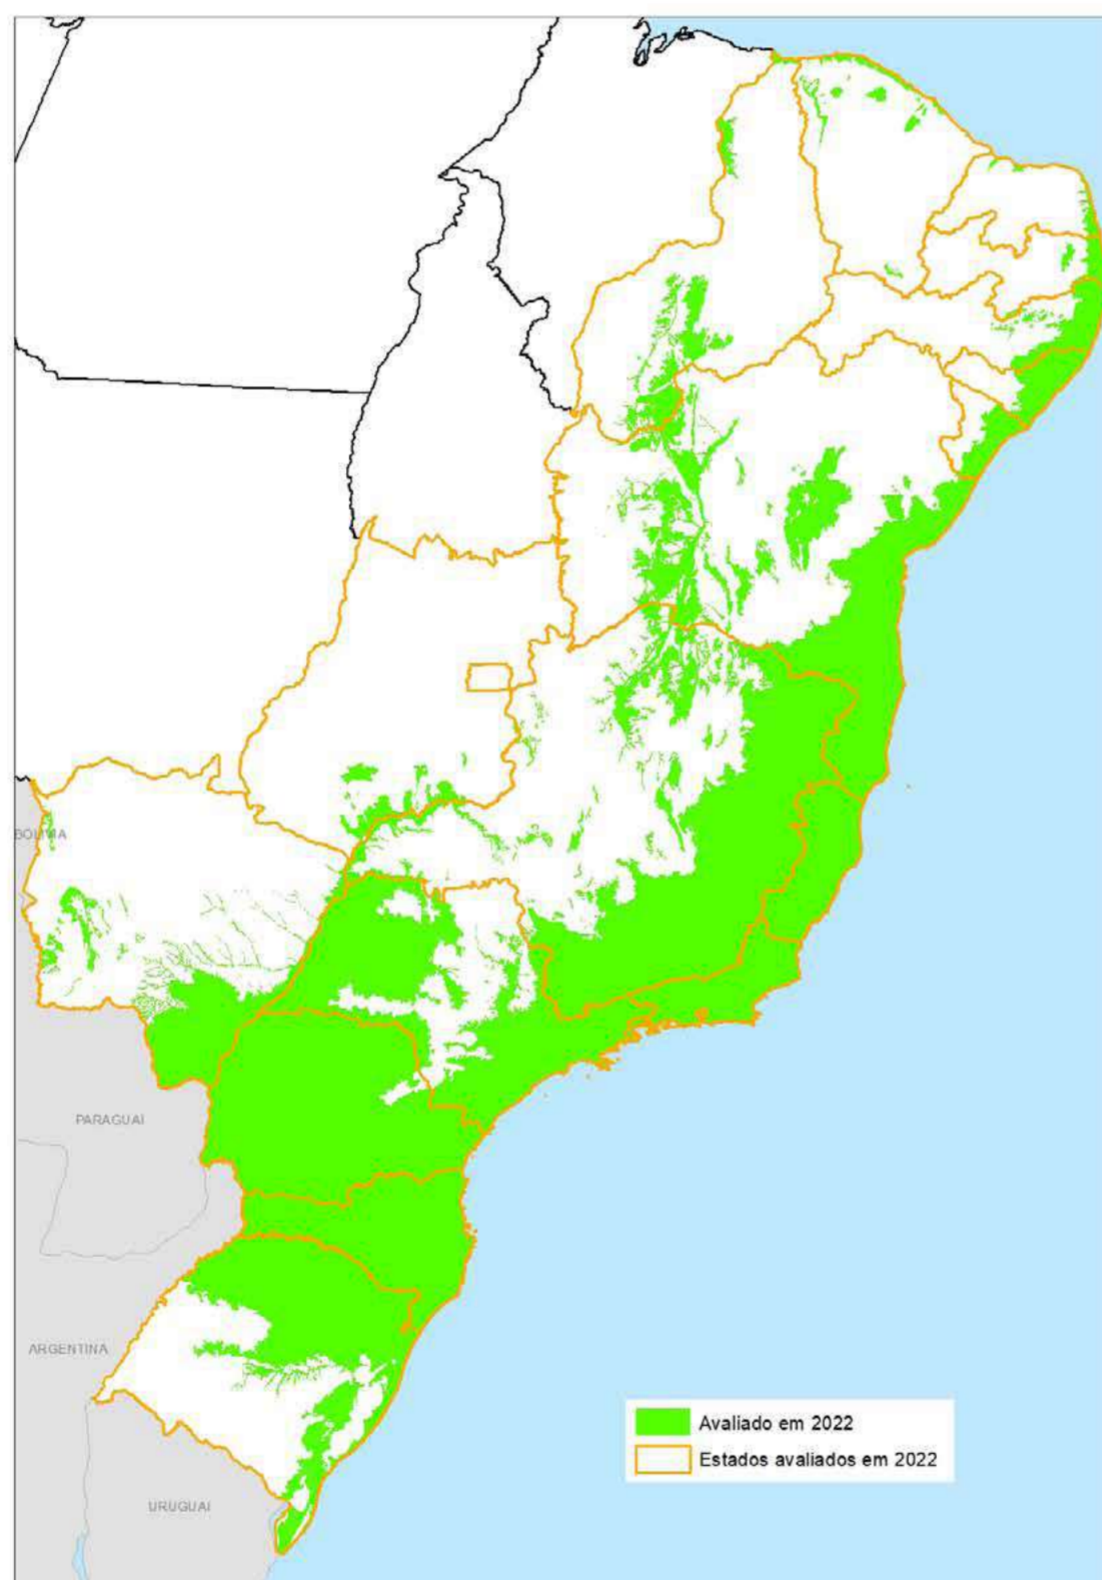 BOLIVIA
PARAGUAI
ARGENTINA
Avaliado em 2022
Estados avaliados em 2022
URUGUAI